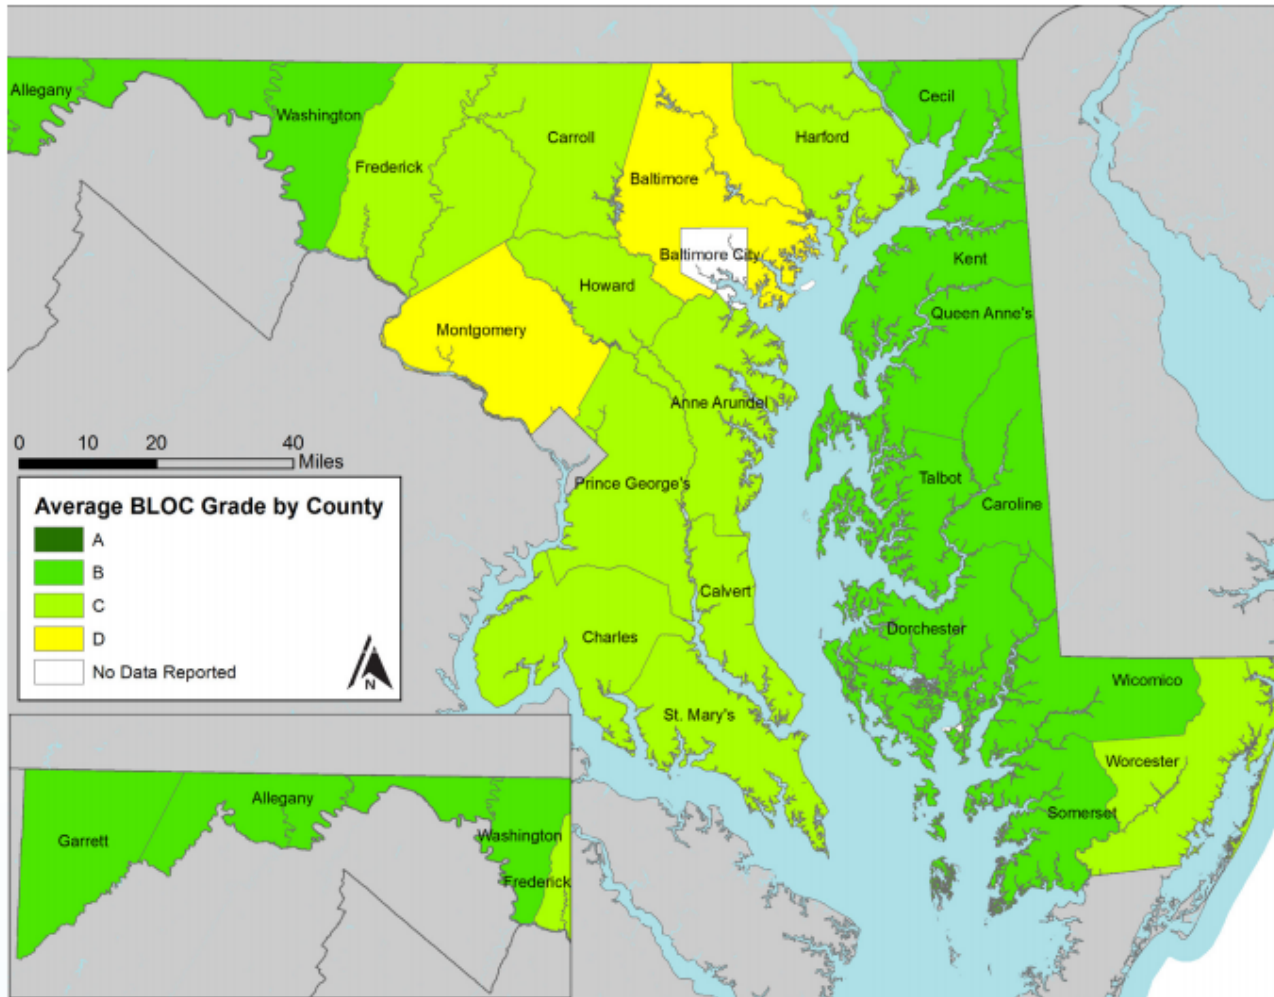 Allegany
Washington
Frederick
Carroll
Baltimore
Harford
Cecil
Baltimore City
Kent
Howard
Queen Anne's
Montgomery
Anne Arundel
0 10 20 40
Miles
Prince George's
Talbot
Caroline
Average BLOC Grade by County
A
B
C
D
No Data Reported
N
Calvert
Charles
Dorchester
St. Mary's
Wicomico
Worcester
Somerset
Garrett
Allegany
Washington
Frederick